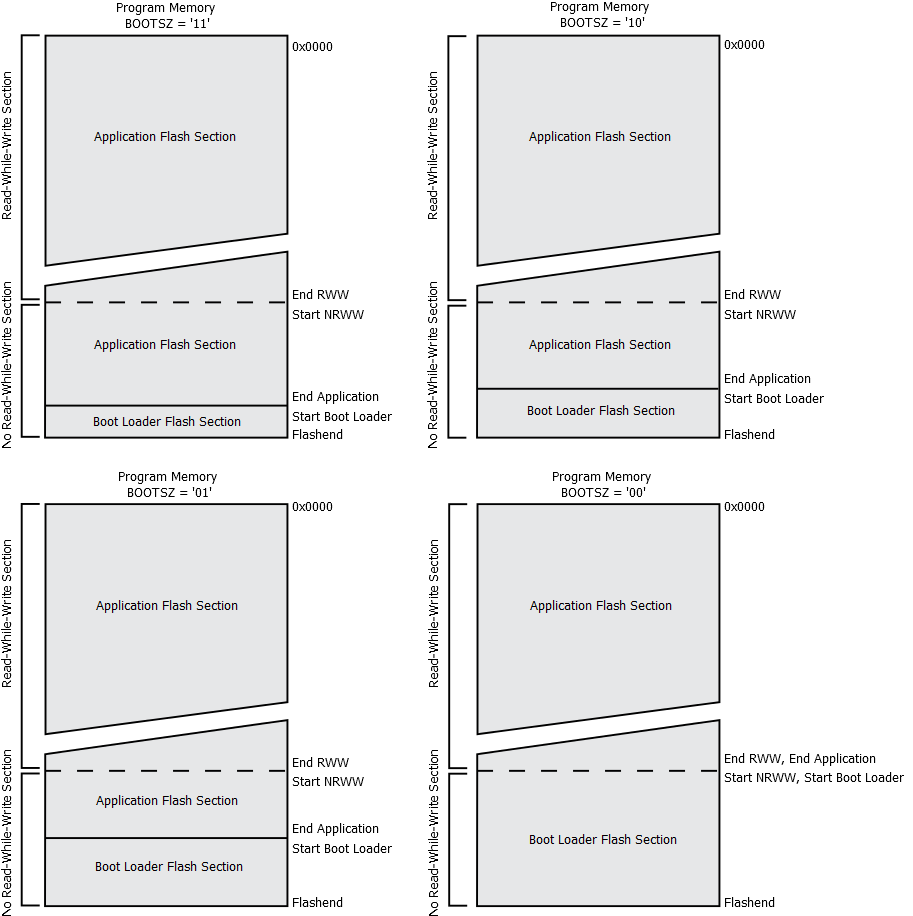 Program Memory
BOOTSZ = '11'
0x0000
Read-While-Write Section
Application Flash Section
End RWW
Start NRWW
No Read-While-Write Section
Application Flash Section
End Application
Start Boot Loader
Boot Loader Flash Section
Flashend
Program Memory
BOOTSZ = '10'
0x0000
Read-While-Write Section
Application Flash Section
End RWW
Start NRWW
No Read-While-Write Section
Application Flash Section
End Application
Start Boot Loader
Boot Loader Flash Section
Flashend
Program Memory
BOOTSZ = '01'
0x0000
Read-While-Write Section
Application Flash Section
End RWW
Start NRWW
No Read-While-Write Section
Application Flash Section
End Application
Start Boot Loader
Boot Loader Flash Section
Flashend
Program Memory
BOOTSZ = '00'
0x0000
Read-While-Write Section
Application Flash Section
End RWW, End Application
Start NRWW, Start Boot Loader
No Read-While-Write Section
Boot Loader Flash Section
Flashend